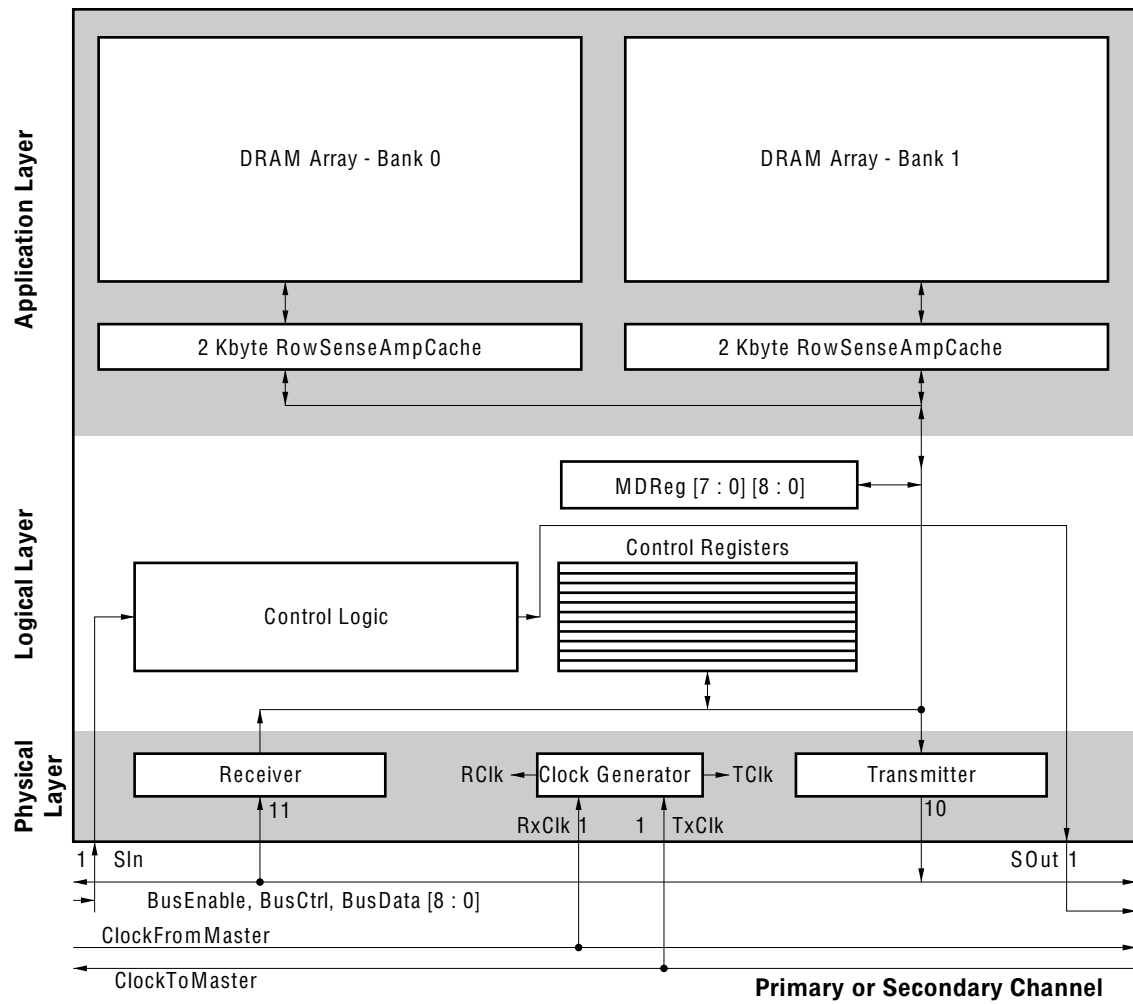 Application Layer
DRAM Array - Bank 0
DRAM Array - Bank 1
2 Kbyte RowSenseAmpCache
2 Kbyte RowSenseAmpCache
Logical Layer
MDReg [7 : 0] [8 : 0]
Control Registers
Control Logic
Physical
Layer
Receiver
RClk
Clock Generator
TClk
Transmitter
11
10
RxClk 1
1 TxClk
1 SIn
SOut 1
BusEnable, BusCtrl, BusData [8 : 0]
ClockFromMaster
ClockToMaster
Primary or Secondary Channel